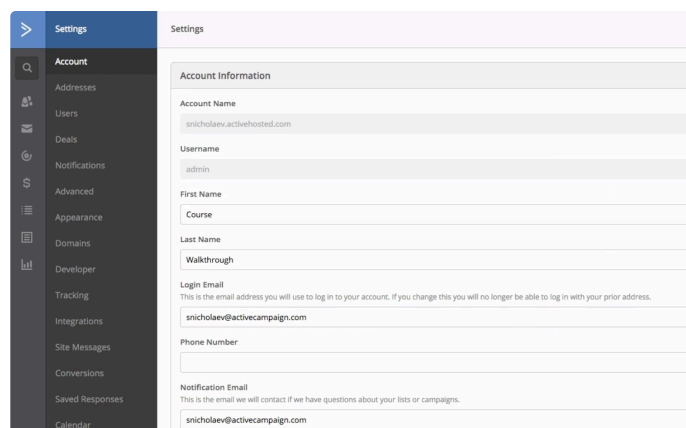 Settings
Settings
Account
Addresses
Users
Deals
Notifications
Advanced
Appearance
Domains
Developer
Tracking
Integrations
Site Messages
Conversions
Saved Responses
Calendar
Account Information
Account Name
snicholaev.activehosted.com
Username
admin
First Name
Course
Last Name
Walkthrough
Login Email
This is the email address you will use to log in to your account. If you change this you will no longer be able to log in with your prior address.
snicholaev@activecampaign.com
Phone Number
Notification Email
This is the email we will contact if we have questions about your lists or campaigns.
snicholaev@activecampaign.com